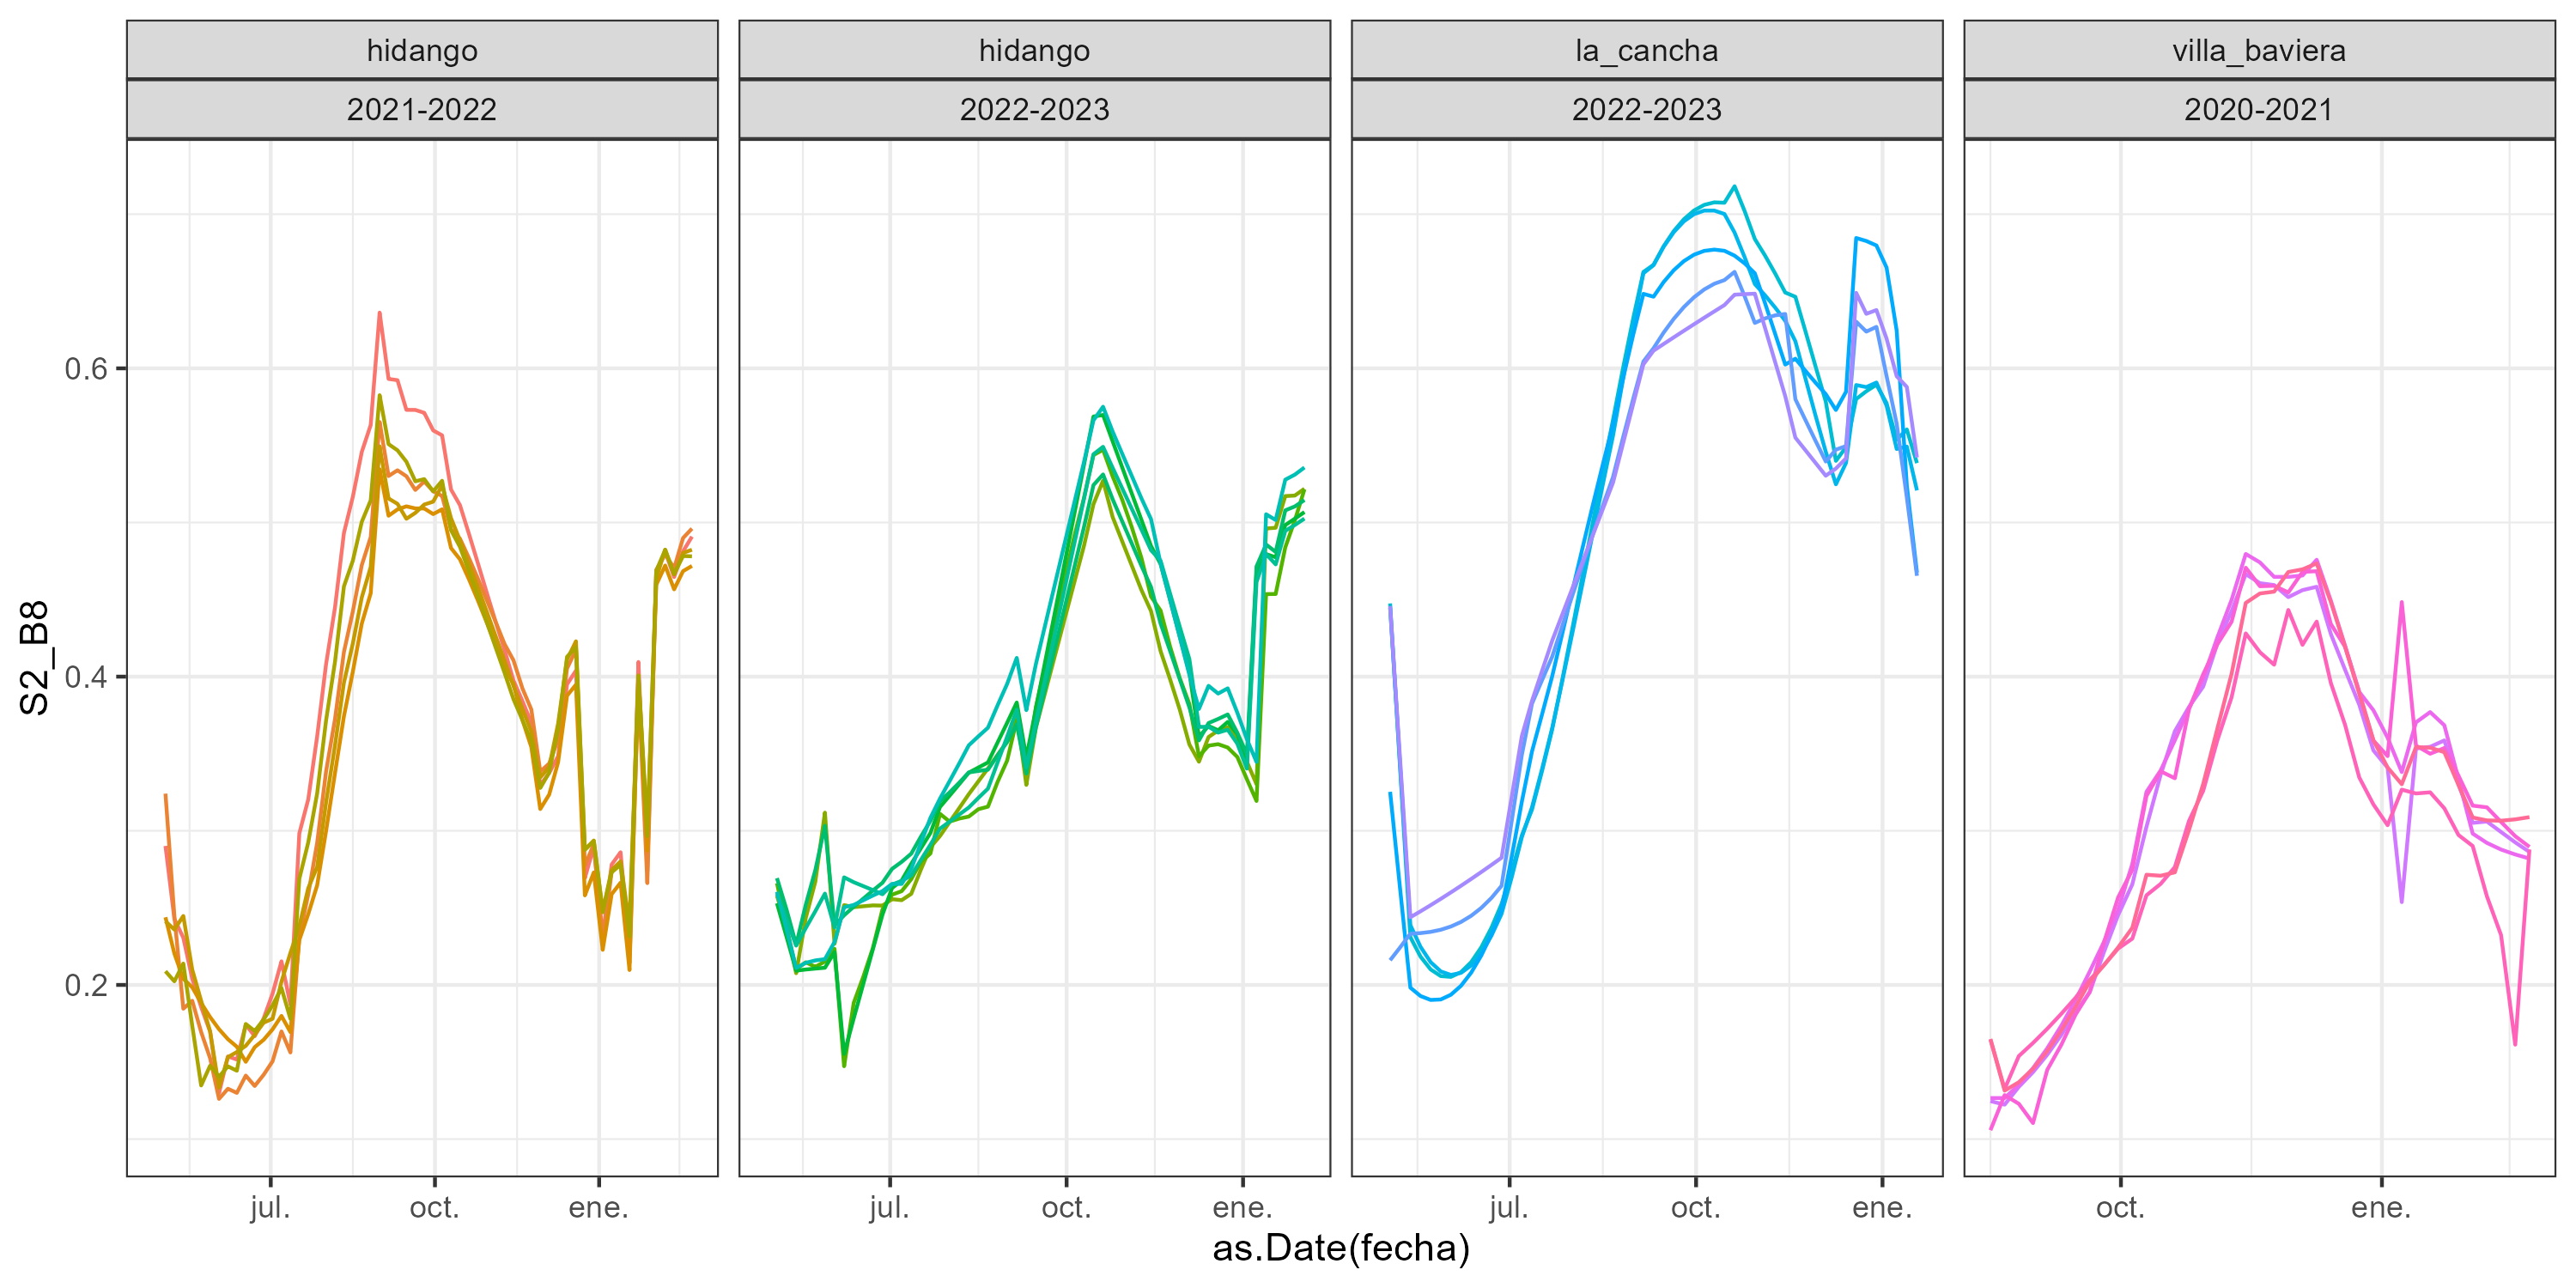 hidango
2021-2022
hidango
2022-2023
la_cancha
2022-2023
villa_baviera
2020-2021
S2_B8
0.6
0.4
0.2
jul. oct. ene.
jul. oct. ene.
jul. oct. ene.
oct. ene.
as.Date(fecha)